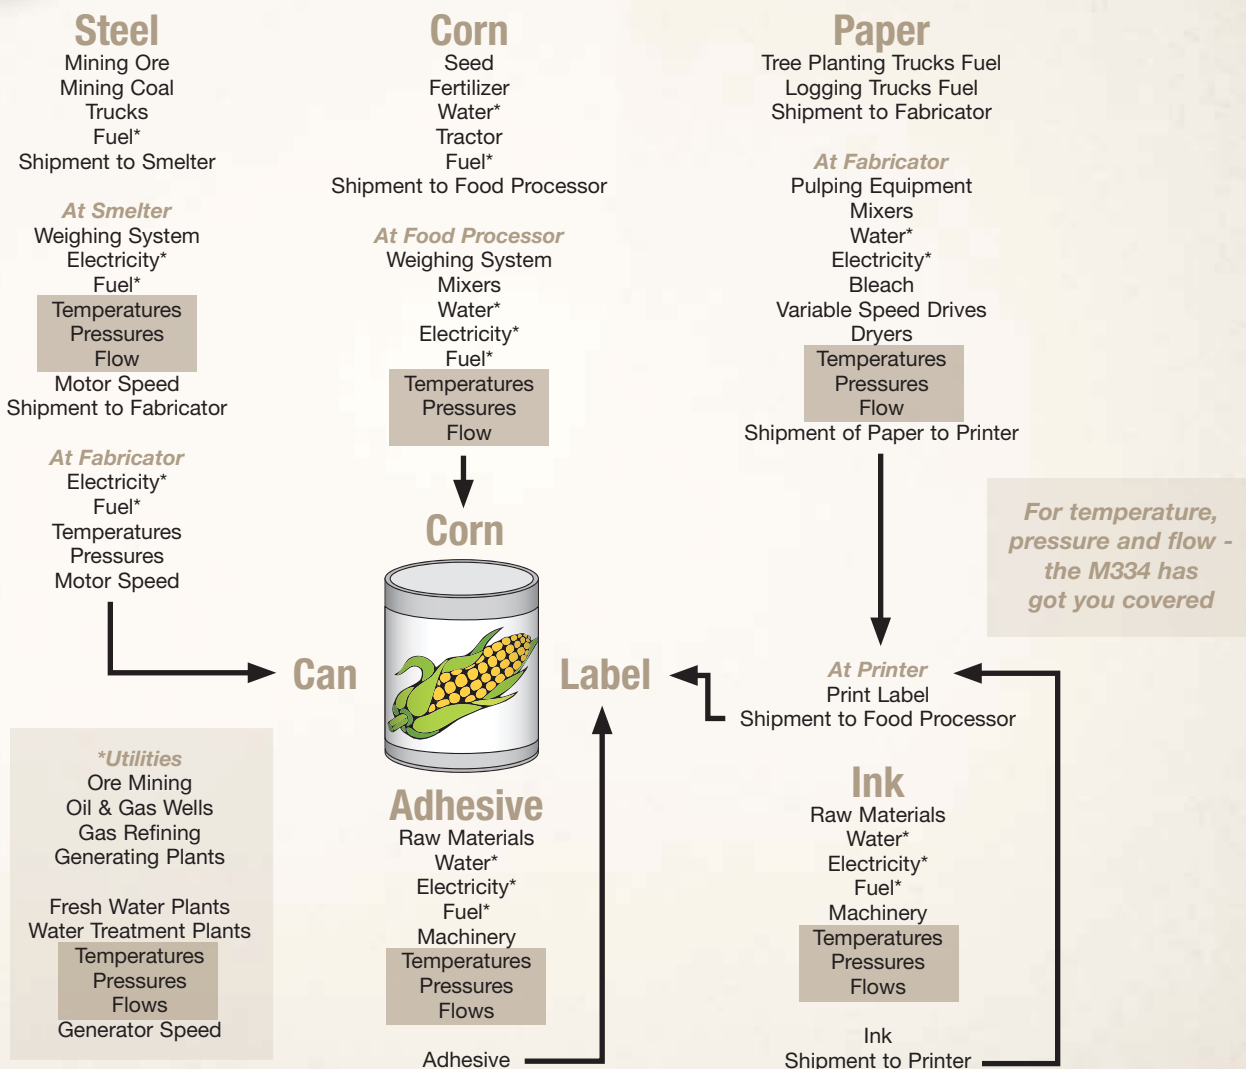 Steel
Mining Ore
Mining Coal
Trucks
Fuel*
Shipment to Smelter
At Smelter
Weighing System
Electricity*
Fuel*
Temperatures
Pressures
Flow
Motor Speed
Shipment to Fabricator
At Fabricator
Electricity*
Fuel*
Temperatures
Pressures
Motor Speed
Can
*Utilities
Ore Mining
Oil & Gas Wells
Gas Refining
Generating Plants
Fresh Water Plants
Water Treatment Plants
Temperatures
Pressures
Flows
Generator Speed
Corn
Seed
Fertilizer
Water*
Tractor
Fuel*
Shipment to Food Processor
At Food Processor
Weighing System
Mixers
Water*
Electricity*
Fuel*
Temperatures
Pressures
Flow
Corn
Label
Adhesive
Raw Materials
Water*
Electricity*
Fuel*
Machinery
Temperatures
Pressures
Flows
Adhesive
Paper
Tree Planting Trucks Fuel
Logging Trucks Fuel
Shipment to Fabricator
At Fabricator
Pulping Equipment
Mixers
Water*
Electricity*
Bleach
Variable Speed Drives
Dryers
Temperatures
Pressures
Flow
Shipment of Paper to Printer
At Printer
Print Label
Shipment to Food Processor
Ink
Raw Materials
Water*
Electricity*
Fuel*
Machinery
Temperatures
Pressures
Flows
Ink
Shipment to Printer
For temperature,
pressure and flow -
the M334 has
got you covered